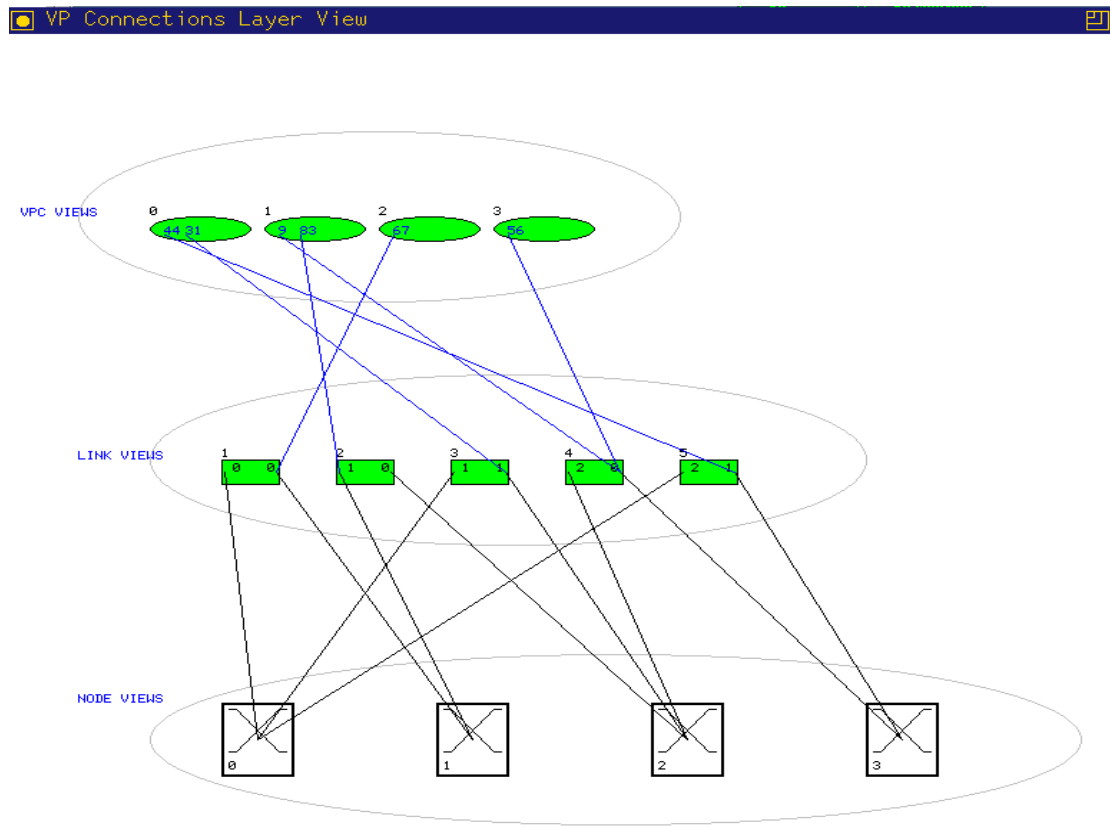 VP Connections Layer View
0 1 2 3
VPC VIEWS
44 31 9 83 67 56
LINK VIEWS
1 2 3 4 5
0 0 1 0 1 1 2 0 2 1
NODE VIEWS
0 1 2 3